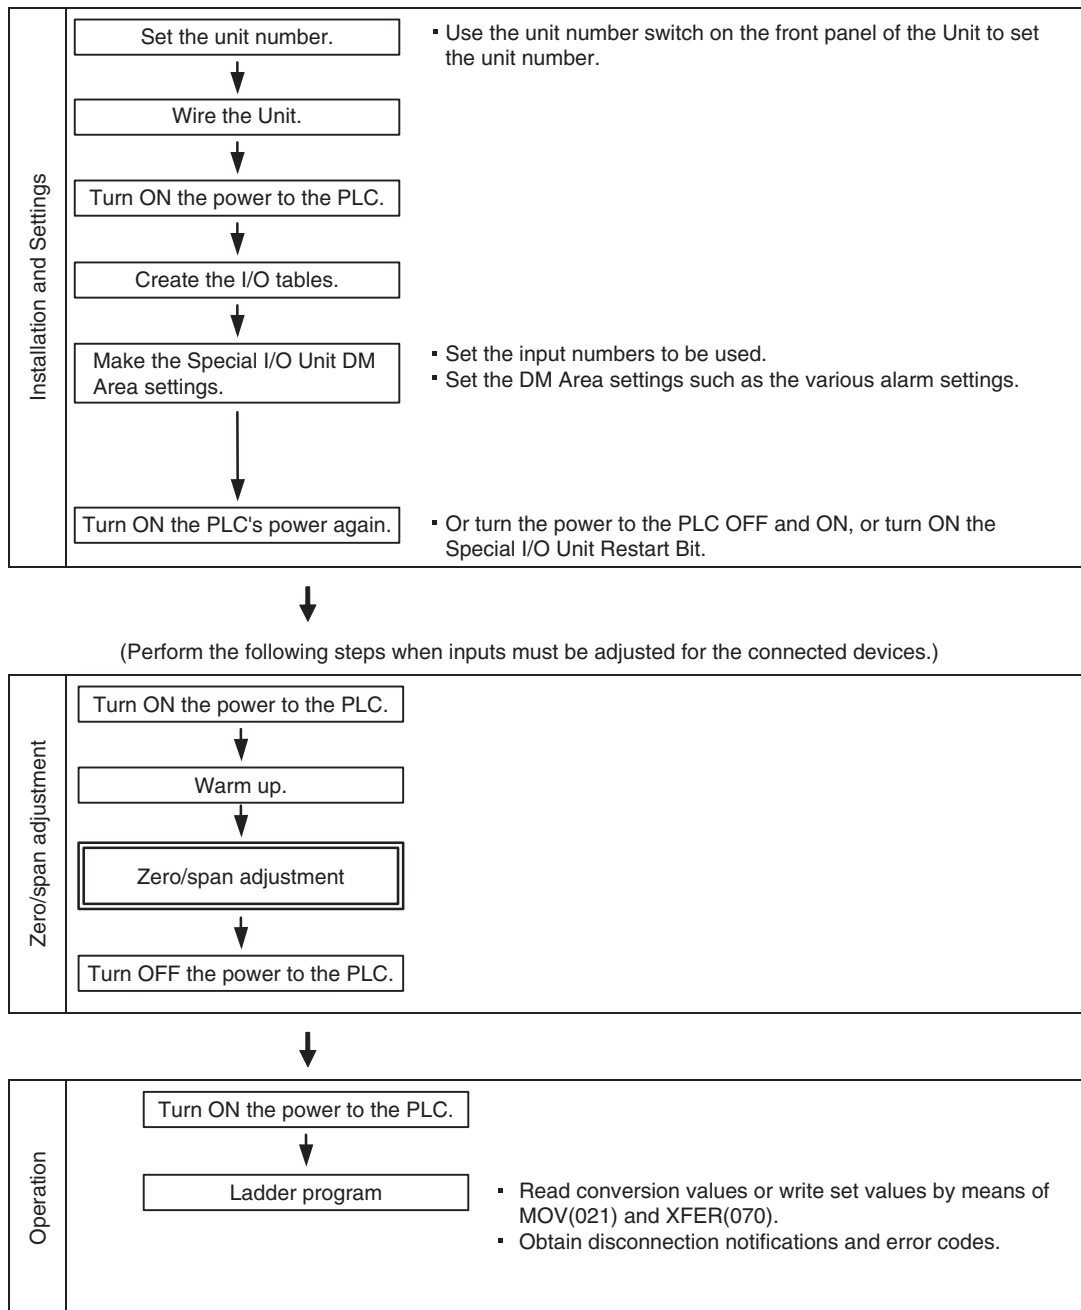 Installation and Settings
Set the unit number.
▪ Use the unit number switch on the front panel of the Unit to set
the unit number.
Wire the Unit.
Turn ON the power to the PLC.
Create the I/O tables.
Make the Special I/O Unit DM
Area settings.
▪ Set the input numbers to be used.
▪ Set the DM Area settings such as the various alarm settings.
Turn ON the PLC's power again.
▪ Or turn the power to the PLC OFF and ON, or turn ON the
Special I/O Unit Restart Bit.
(Perform the following steps when inputs must be adjusted for the connected devices.)
Zero/span adjustment
Turn ON the power to the PLC.
Warm up.
Zero/span adjustment
Turn OFF the power to the PLC.
Operation
Turn ON the power to the PLC.
Ladder program
▪ Read conversion values or write set values by means of
MOV(021) and XFER(070).
▪ Obtain disconnection notifications and error codes.